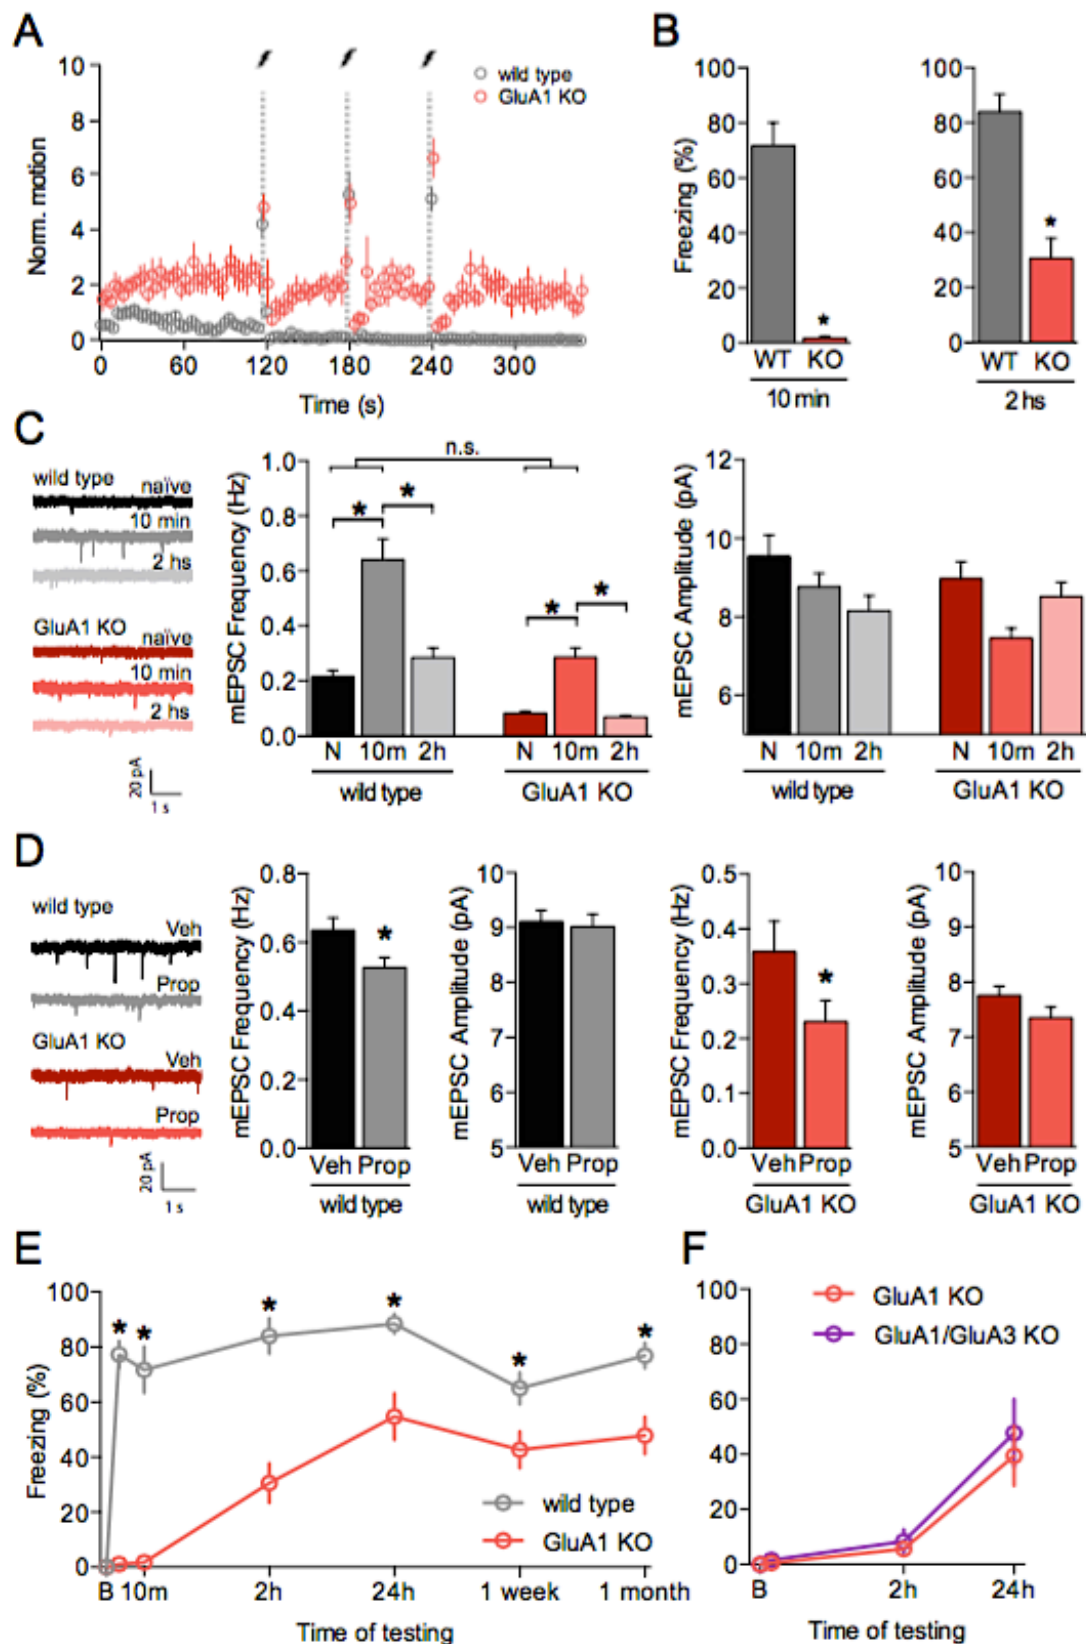 A
10
8
6
4
2
0
Norm. motion
0 60 120 180 240 300
Time (s)
wild type
GluA1 KO
B
100
80
60
40
20
0
Freezing (%)
*
WT KO
10 min
100
80
60
40
20
0
*
WT KO
2 hs
C
wild type
naïve
10 min
2 hs
GluA1 KO
naïve
10 min
2 hs
20 pA
1 s
1.0
0.8
0.6
0.4
0.2
0.0
mEPSC Frequency (Hz)
n.s.
* *
* *
N 10m 2h N 10m 2h
wild type GluA1 KO
12
10
8
6
mEPSC Amplitude (pA)
N 10m 2h N 10m 2h
wild type GluA1 KO
D
wild type
Veh
Prop
GluA1 KO
Veh
Prop
20 pA
1 s
0.8
0.6
0.4
0.2
0.0
mEPSC Frequency (Hz)
*
Veh Prop
wild type
10
9
8
7
6
5
mEPSC Amplitude (pA)
Veh Prop
wild type
0.5
0.4
0.3
0.2
0.1
0.0
mEPSC Frequency (Hz)
*
Veh Prop
GluA1 KO
10
9
8
7
6
5
mEPSC Amplitude (pA)
Veh Prop
GluA1 KO
E
100
80
60
40
20
0
Freezing (%)
* * * * * *
wild type
GluA1 KO
B 10m 2h 24h 1 week 1 month
Time of testing
F
100
80
60
40
20
0
GluA1 KO
GluA1/GluA3 KO
B 2h 24h
Time of testing